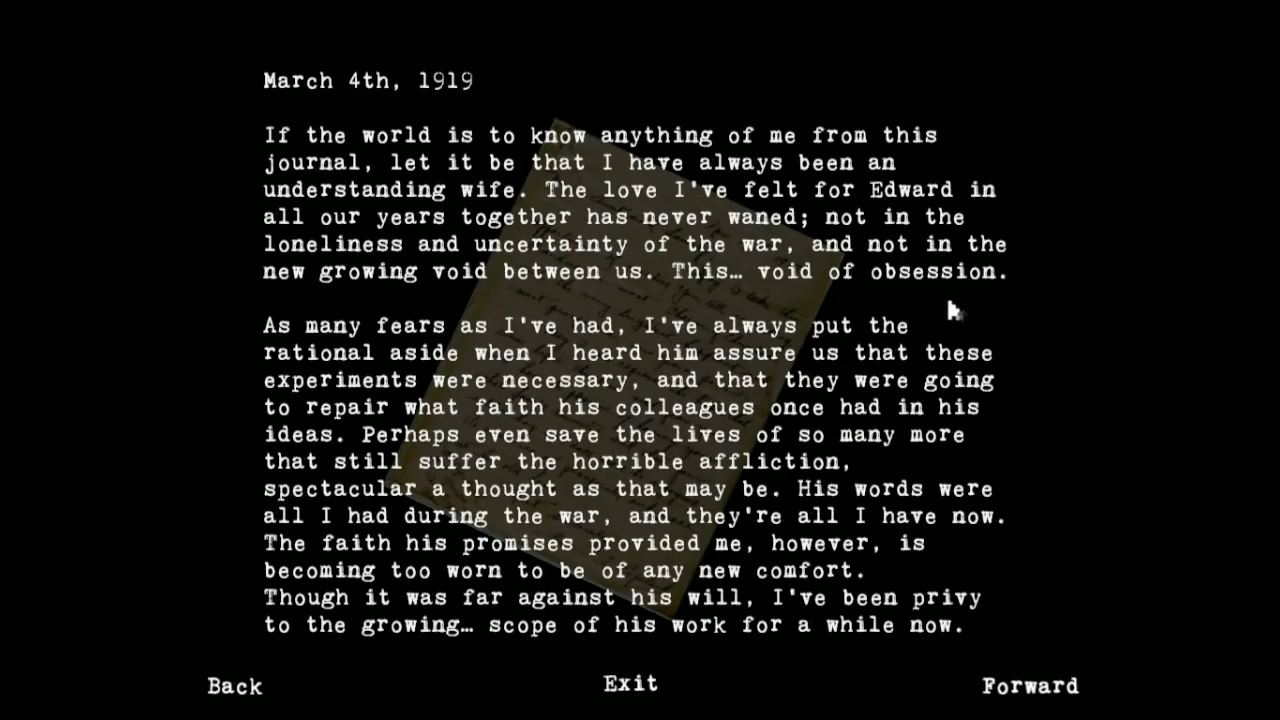 March 4th, 1919
If the world is to know anything of me from this
journal, let it be that I have always been an
understanding wife. The love I've felt for Edward in
all our years together has never waned; not in the
loneliness and uncertainty of the war, and not in the
new growing void between us. This… void of obsession.
As many fears as I've had, I've always put the
rational aside when I heard him assure us that these
experiments were necessary, and that they were going
to repair what faith his colleagues once had in his
ideas. Perhaps even save the lives of so many more
that still suffer the horrible affliction,
spectacular a thought as that may be. His words were
all I had during the war, and they're all I have now.
The faith his promises provided me, however, is
becoming too worn to be of any new comfort.
Though it was far against his will, I've been privy
to the growing… scope of his work for a while now.
Back Exit Forward